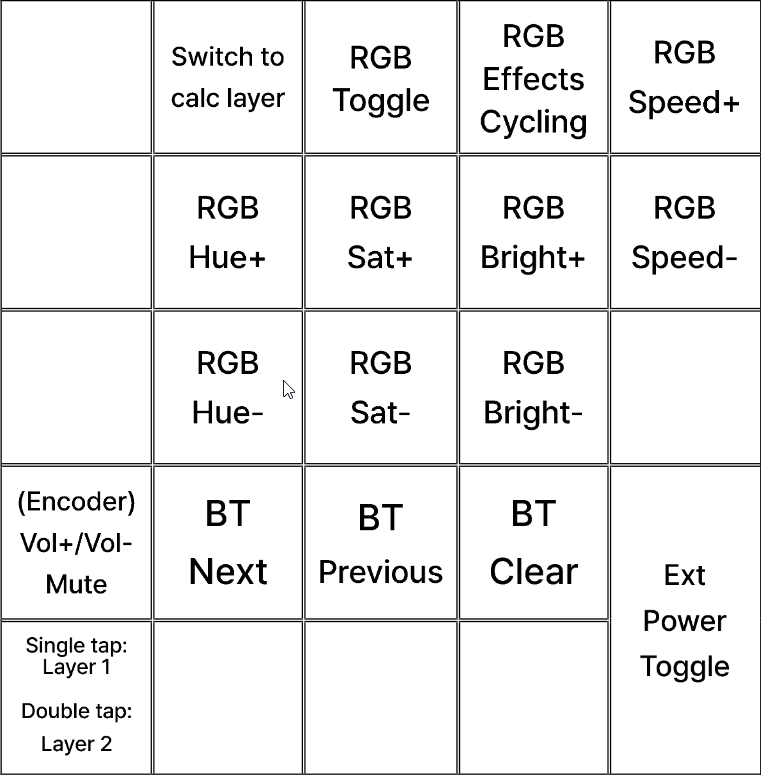 Switch to
calc layer
RGB
Toggle
RGB
Effects
Cycling
RGB
Speed+
RGB
Hue+
RGB
Sat+
RGB
Bright+
RGB
Speed-
RGB
Hue-
RGB
Sat-
RGB
Bright-
(Encoder)
Vol+/Vol-
Mute
BT
Next
BT
Previous
BT
Clear
Ext
Power
Toggle
Single tap:
Layer 1
Double tap:
Layer 2